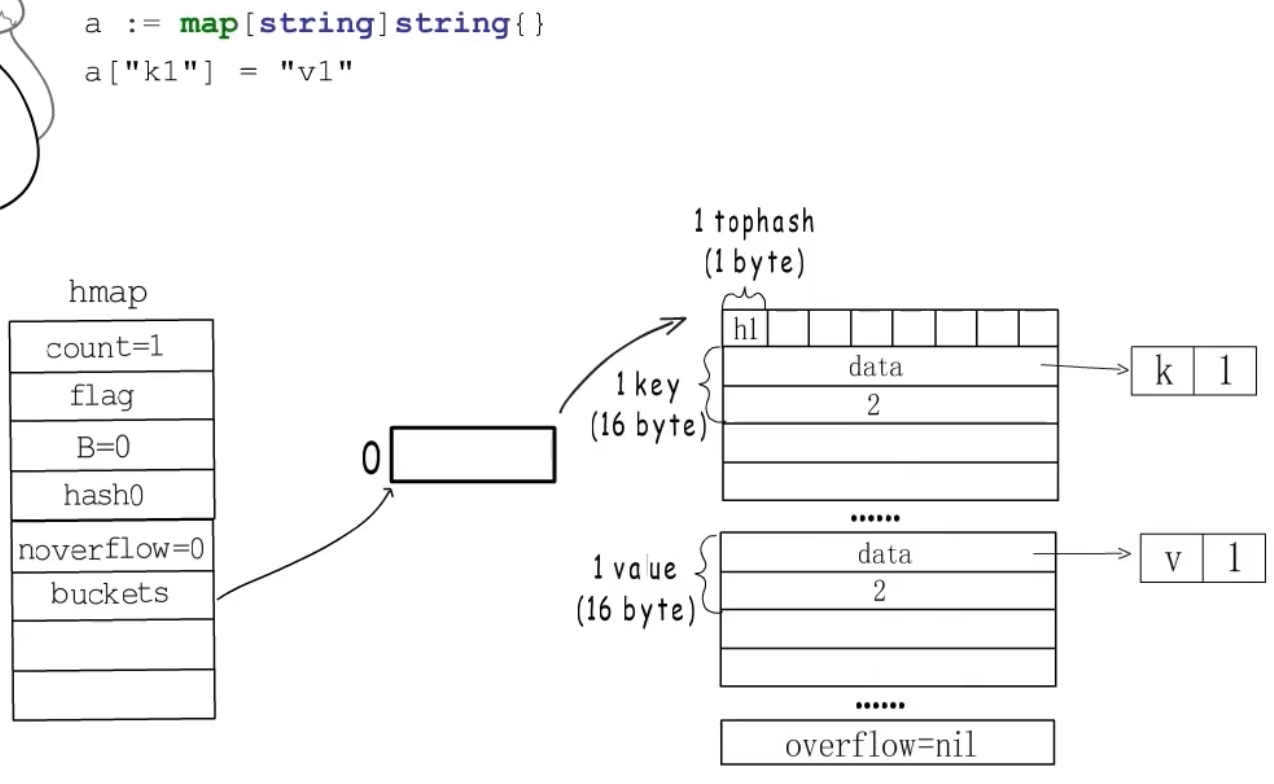 a := map[string]string{}
a["k1"] = "v1"
hmap
count=1
flag
B=0
hash0
noverflow=0
buckets
0
1 tophash
(1 byte)
h1
1 key
(16 byte)
data
2
k 1
......
1 value
(16 byte)
data
2
v 1
......
overflow=nil